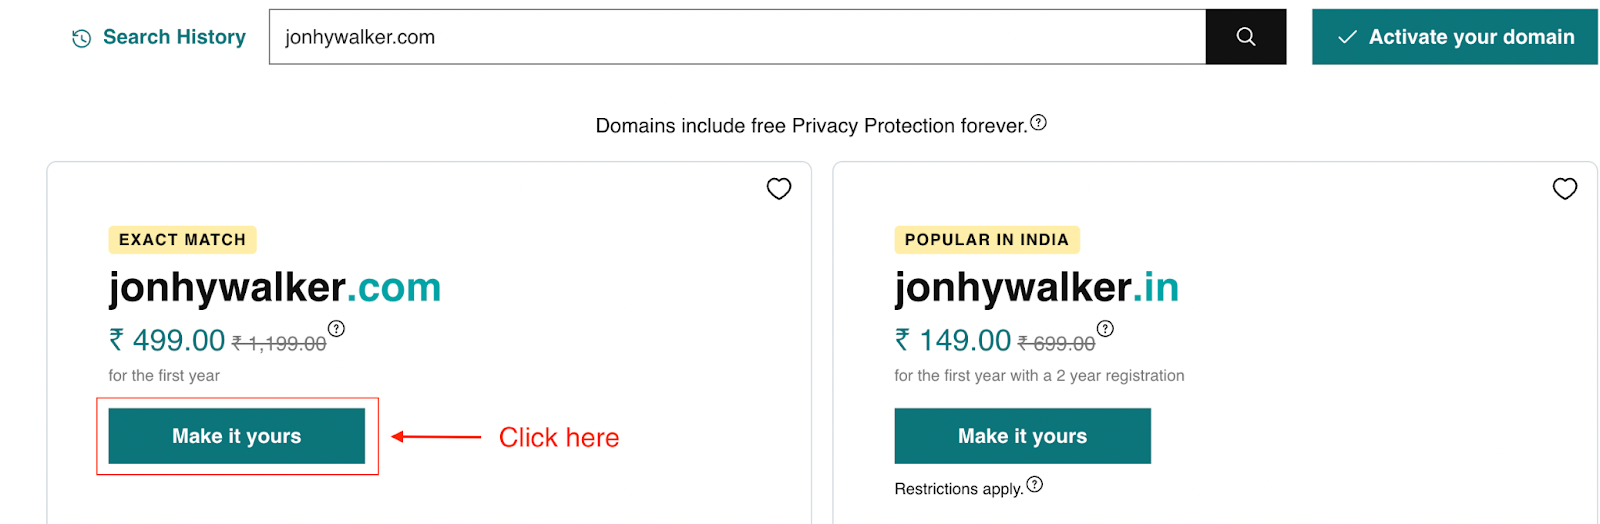 Search History
jonhywalker.com
Activate your domain
Domains include free Privacy Protection forever.
EXACT MATCH
jonhywalker.com
₹ 499.00 ₹ 1,199.00
for the first year
Make it yours
Click here
POPULAR IN INDIA
jonhywalker.in
₹ 149.00 ₹ 699.00
for the first year with a 2 year registration
Make it yours
Restrictions apply.